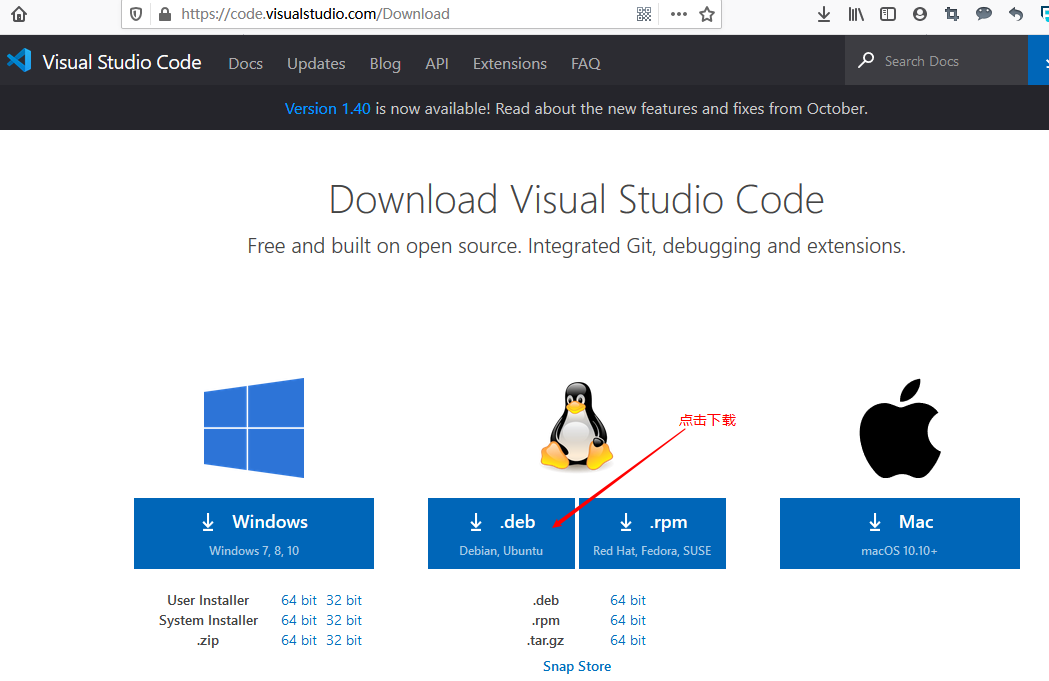 https://code.visualstudio.com/Download
Visual Studio Code Docs Updates Blog API Extensions FAQ Search Docs
Version 1.40 is now available! Read about the new features and fixes from October.
Download Visual Studio Code
Free and built on open source. Integrated Git, debugging and extensions.
点击下载
Windows
Windows 7, 8, 10
.deb
Debian, Ubuntu
.rpm
Red Hat, Fedora, SUSE
Mac
macOS 10.10+
User Installer 64 bit 32 bit
System Installer 64 bit 32 bit
.zip 64 bit 32 bit
.deb 64 bit
.rpm 64 bit
.tar.gz 64 bit
Snap Store